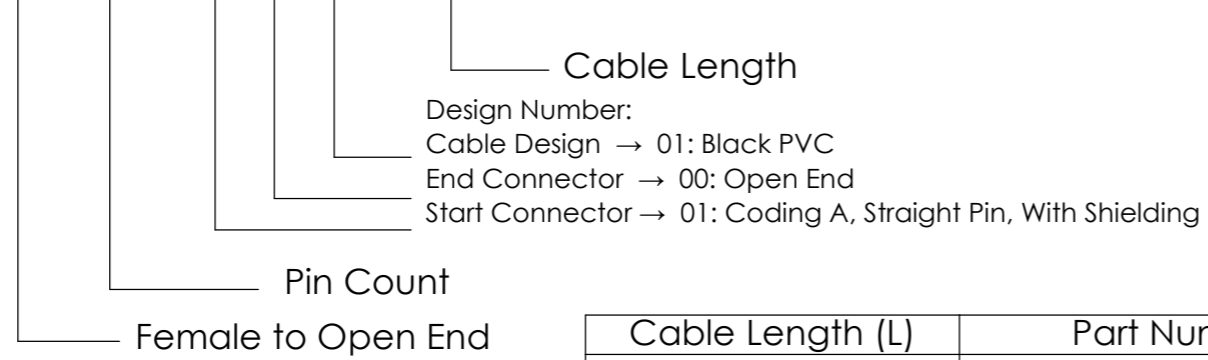 Cable Length
Design Number:
Cable Design → 01: Black PVC
End Connector → 00: Open End
Start Connector → 01: Coding A, Straight Pin, With Shielding
Pin Count
Female to Open End
Cable Length (L) Part